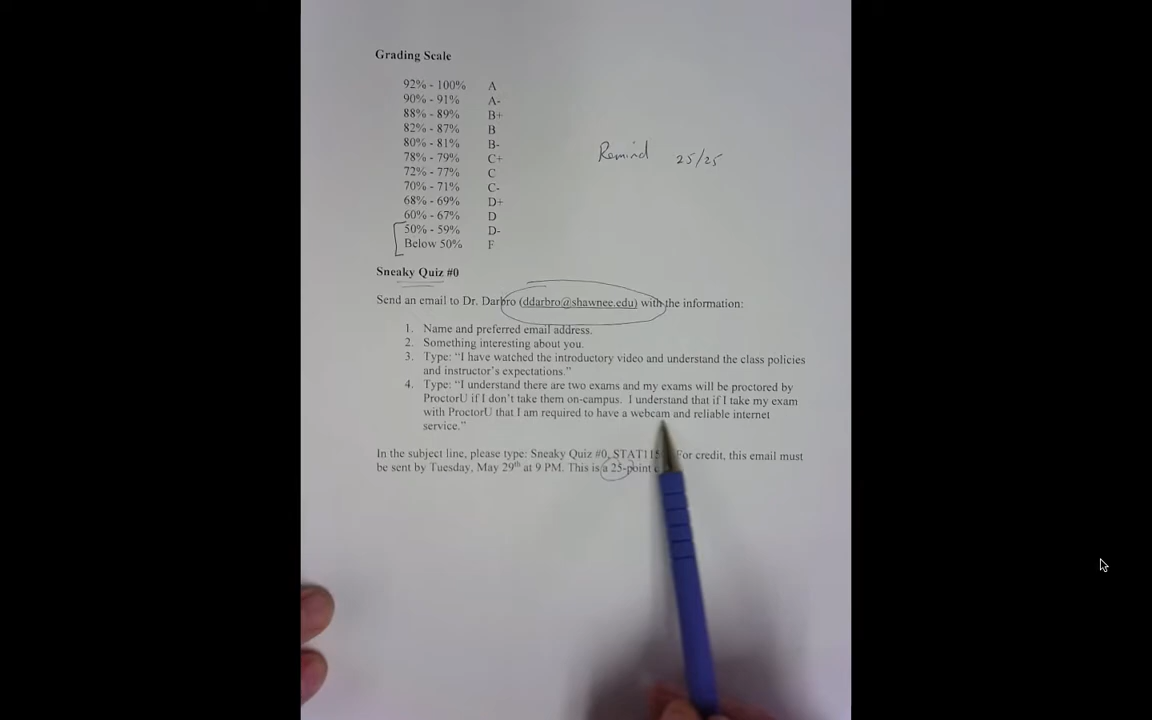 Grading Scale
92% - 100% A
90% - 91% A-
88% - 89% B+
82% - 87% B
80% - 81% B-
Remind 25/25
78% - 79% C+
72% - 77% C
70% - 71% C-
68% - 69% D+
60% - 67% D
50% - 59% D-
Below 50% F
Sneaky Quiz #0
Send an email to Dr. Darbro (ddarbro@shawnee.edu) with the information:
1. Name and preferred email address.
2. Something interesting about you.
3. Type: “I have watched the introductory video and understand the class policies
and instructor’s expectations.”
4. Type: “I understand there are two exams and my exams will be proctored by
ProctorU if I don’t take them on-campus. I understand that if I take my exam
with ProctorU that I am required to have a webcam and reliable internet
service.”
In the subject line, please type: Sneaky Quiz #0, For credit, this email must
be sent by Tuesday, May 29th at 9 PM. This is a 25-point